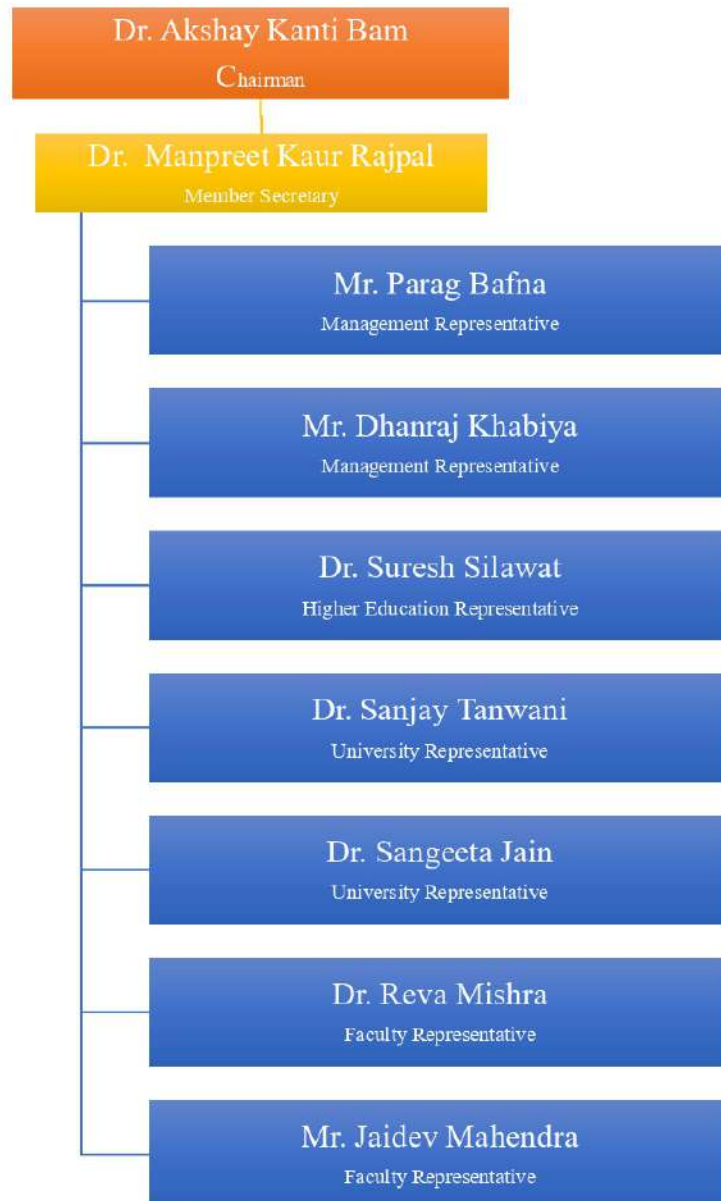 Dr. Akshay Kanti Bam
Chairman
Dr. Manpreet Kaur Rajpal
Member Secretary
Mr. Parag Bafna
Management Representative
Mr. Dhanraj Khabiya
Management Representative
Dr. Suresh Silawat
Higher Education Representative
Dr. Sanjay Tanwani
University Representative
Dr. Sangeeta Jain
University Representative
Dr. Reva Mishra
Faculty Representative
Mr. Jaidev Mahendra
Faculty Representative